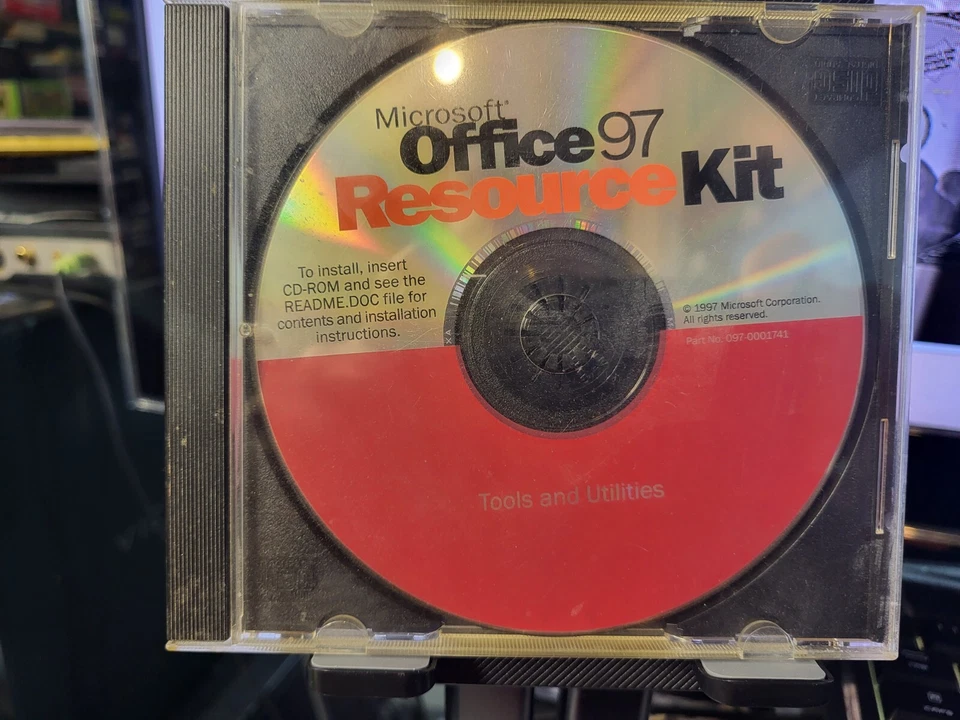 Microsoft®
Office 97
Resource Kit
To install, insert
CD-ROM and see the
README.DOC file for
contents and installation
instructions.
© 1997 Microsoft Corporation.
All rights reserved.
Part No. 097-0001741
Tools and Utilities